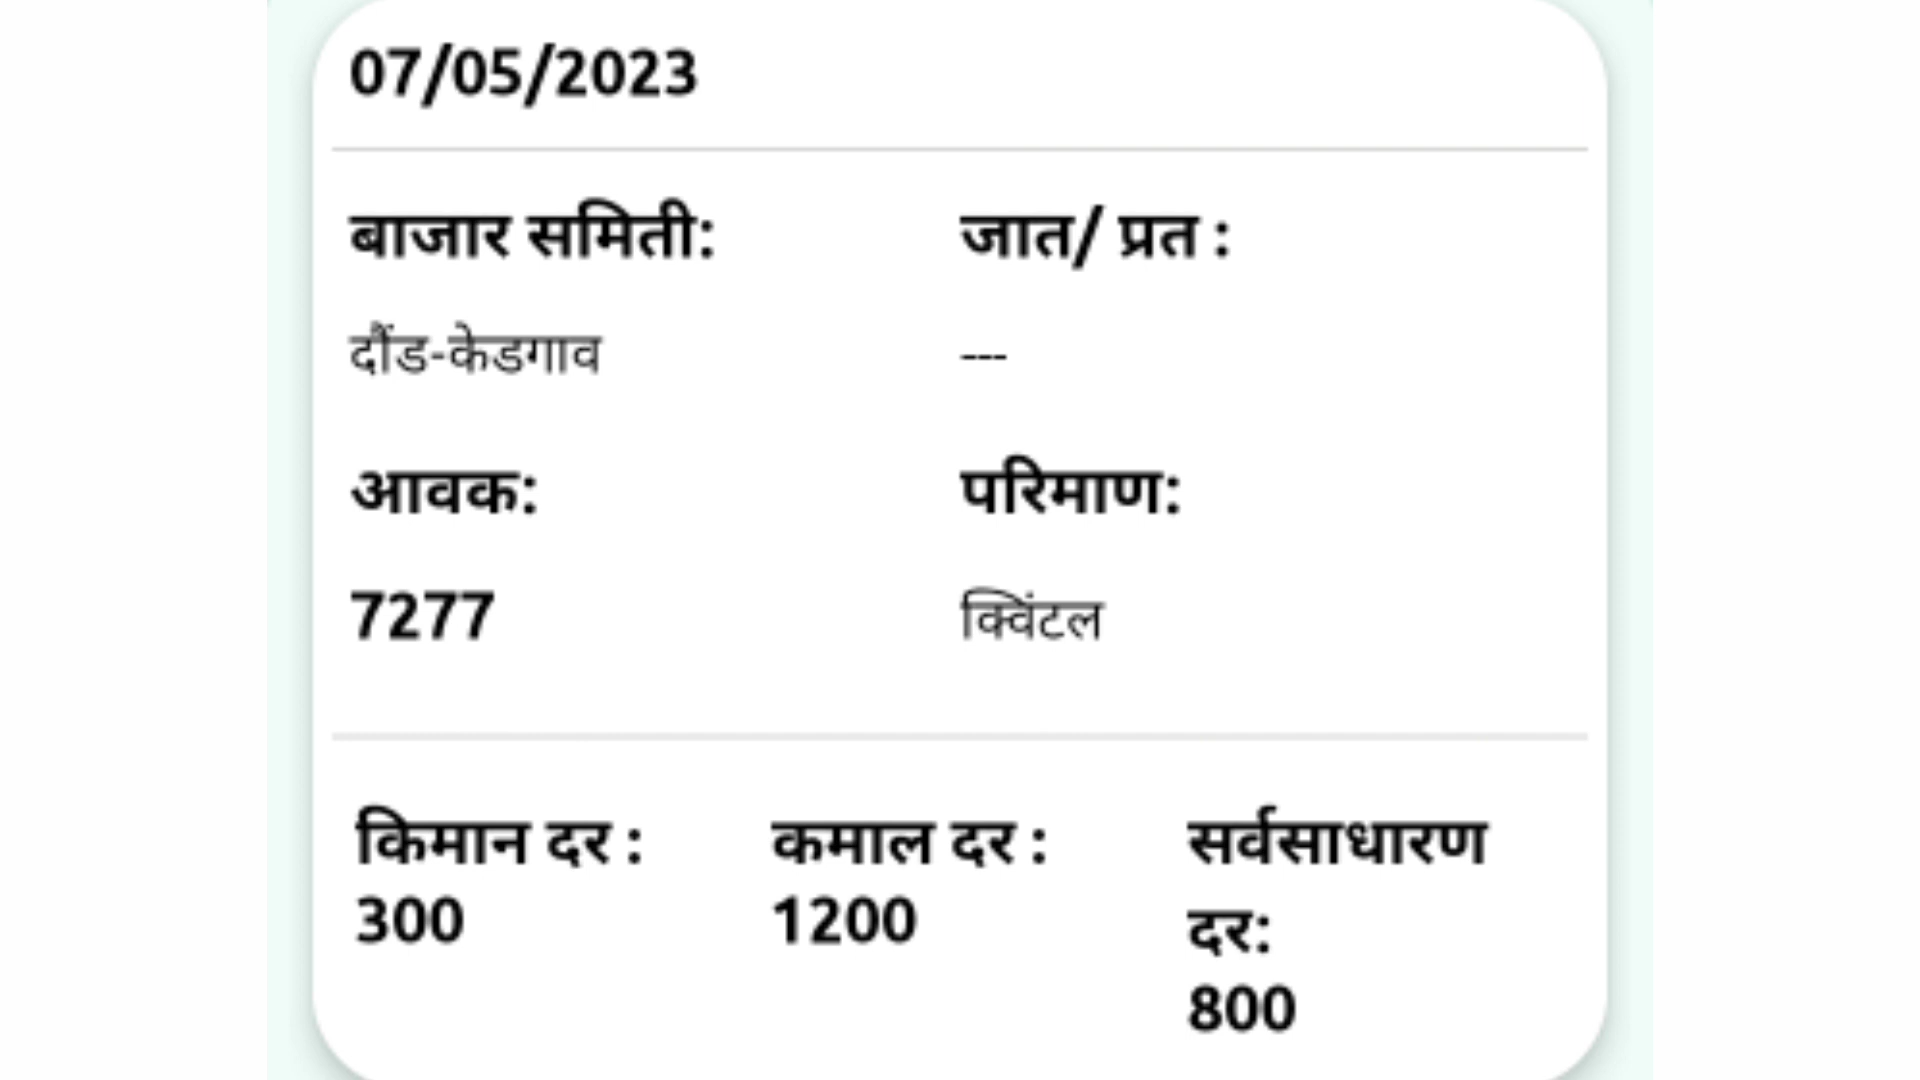 07/05/2023
बाजार समिती: जात/ प्रत :
दौंड-केडगाव ---
आवक: परिमाण:
7277 क्विंटल
किमान दर : कमाल दर : सर्वसाधारण
दर:
300 1200
800